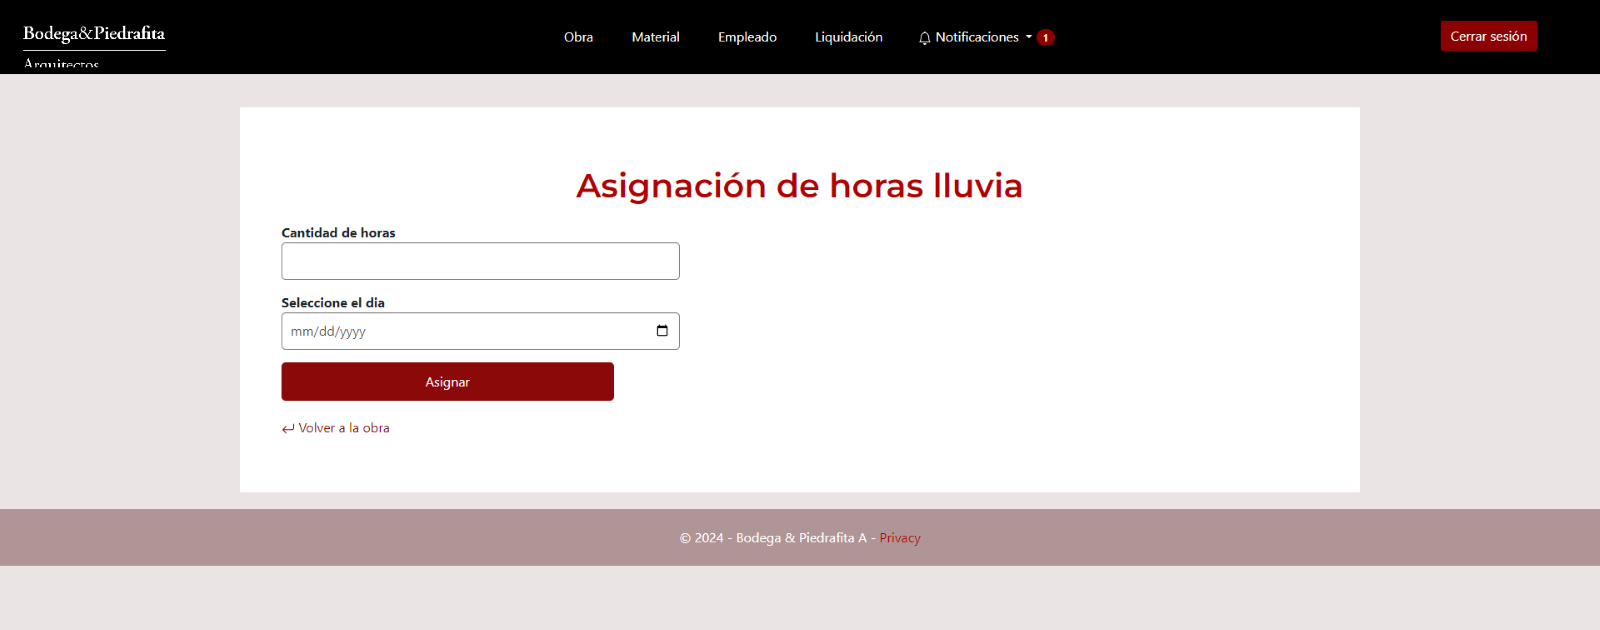 Bodega&Piedrafita
Arquitectos
Obra Material Empleado Liquidación Notificaciones 1
Cerrar sesión
Asignación de horas lluvia
Cantidad de horas
Seleccione el dia
mm/dd/yyyy
Asignar
Volver a la obra
© 2024 - Bodega & Piedrafita A - Privacy